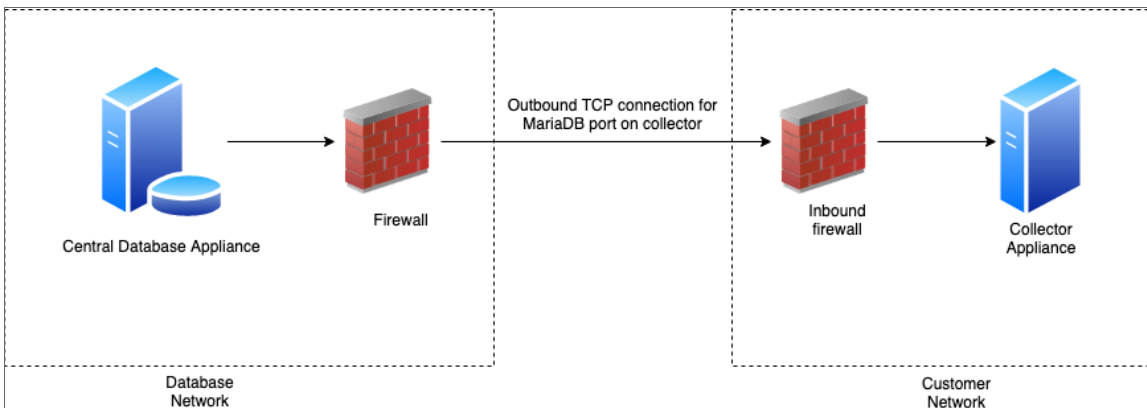 Outbound TCP connection for
MariaDB port on collector
Central Database Appliance
Firewall
Inbound
firewall
Collector
Appliance
Database
Network
Customer
Network